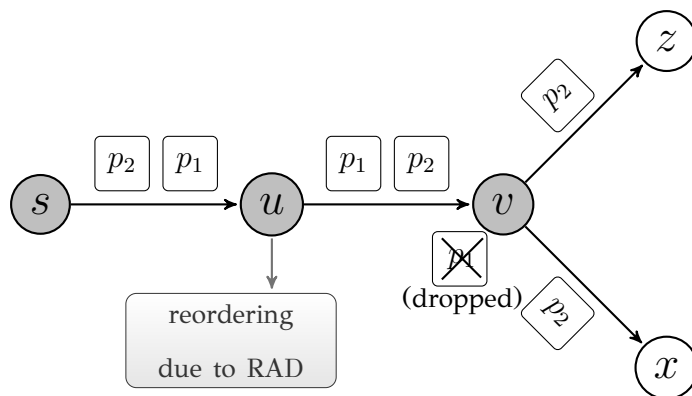 z
p₂
p₂ p₁ p₁ p₂
s u v
p₁
(dropped)
reordering
due to RAD
p₂
x